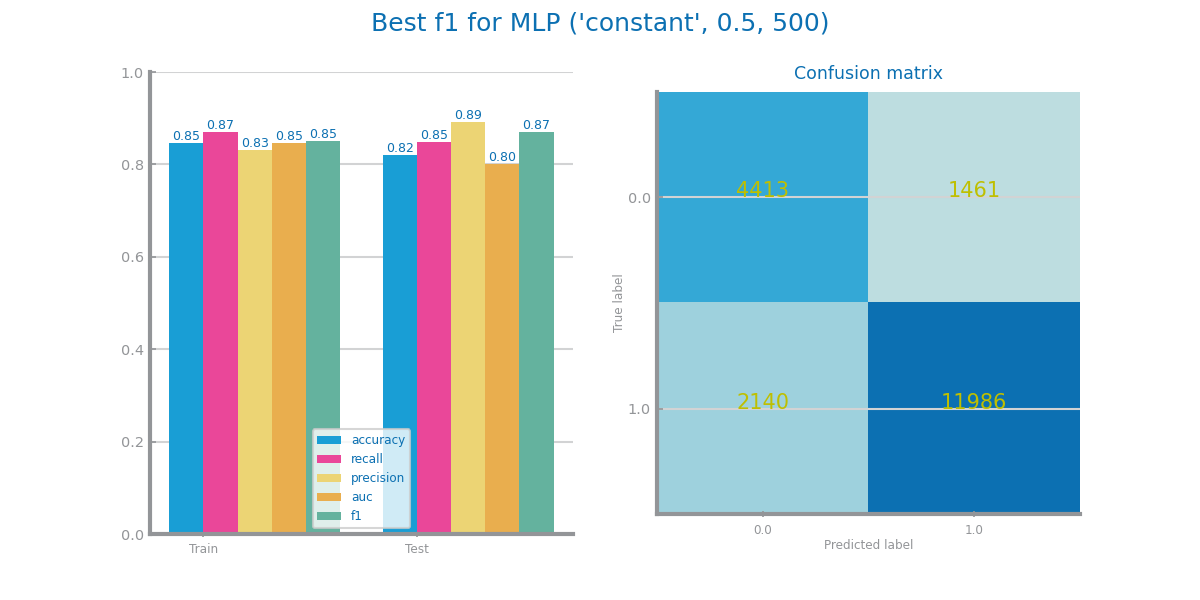 Best f1 for MLP ('constant', 0.5, 500)
1.0
0.8
0.6
0.4
0.2
0.0
0.85 0.87 0.83 0.85 0.85 0.82 0.85 0.89 0.80 0.87
accuracy
recall
precision
auc
f1
Train Test
Confusion matrix
True label
0.0
1.0
4413 1461
2140 11986
0.0 1.0
Predicted label